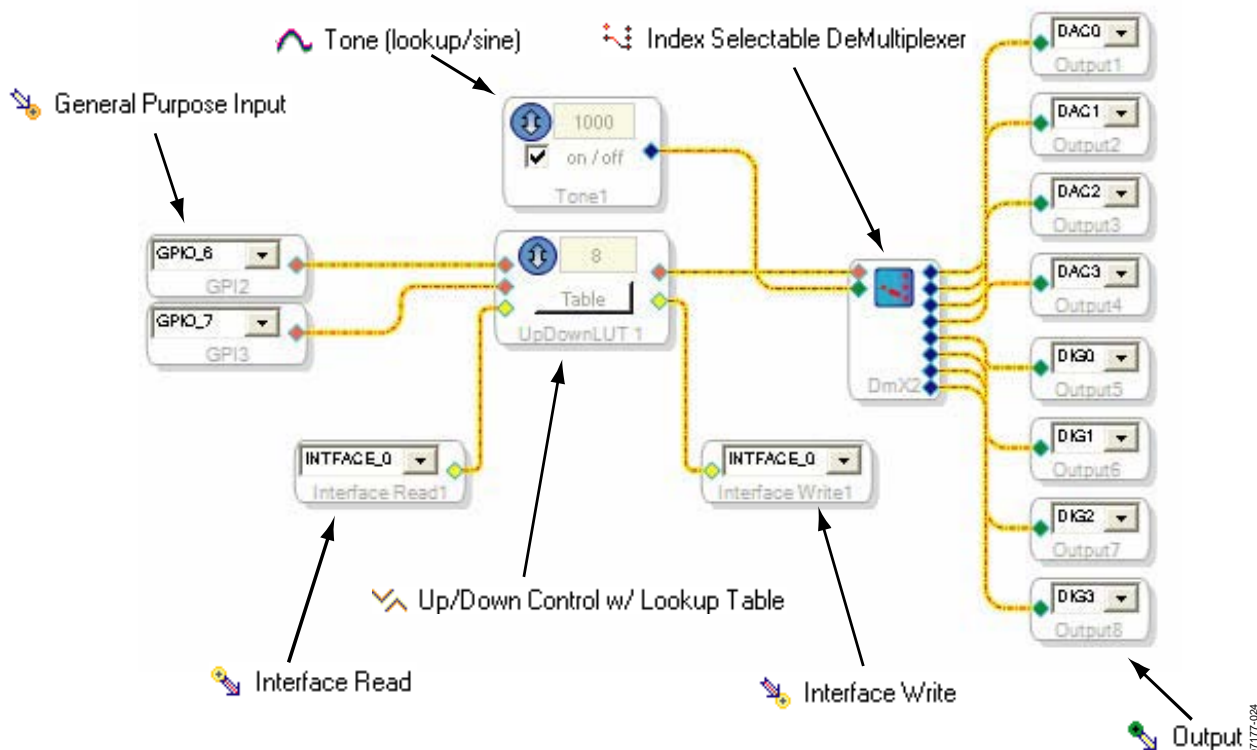 Tone (lookup/sine)
Index Selectable DeMultiplexer
General Purpose Input
1000
on / off
Tone1
GPIO_6
GPI2
GPIO_7
GPI3
8
Table
UpDownLUT 1
DmX2
DAC0
Output1
DAC1
Output2
DAC2
Output3
DAC3
Output4
DIG0
Output5
DIG1
Output6
DIG2
Output7
DIG3
Output8
INTFACE_0
Interface Read1
INTFACE_0
Interface Write1
Up/Down Control w/ Lookup Table
Interface Read
Interface Write
Output
7177-024